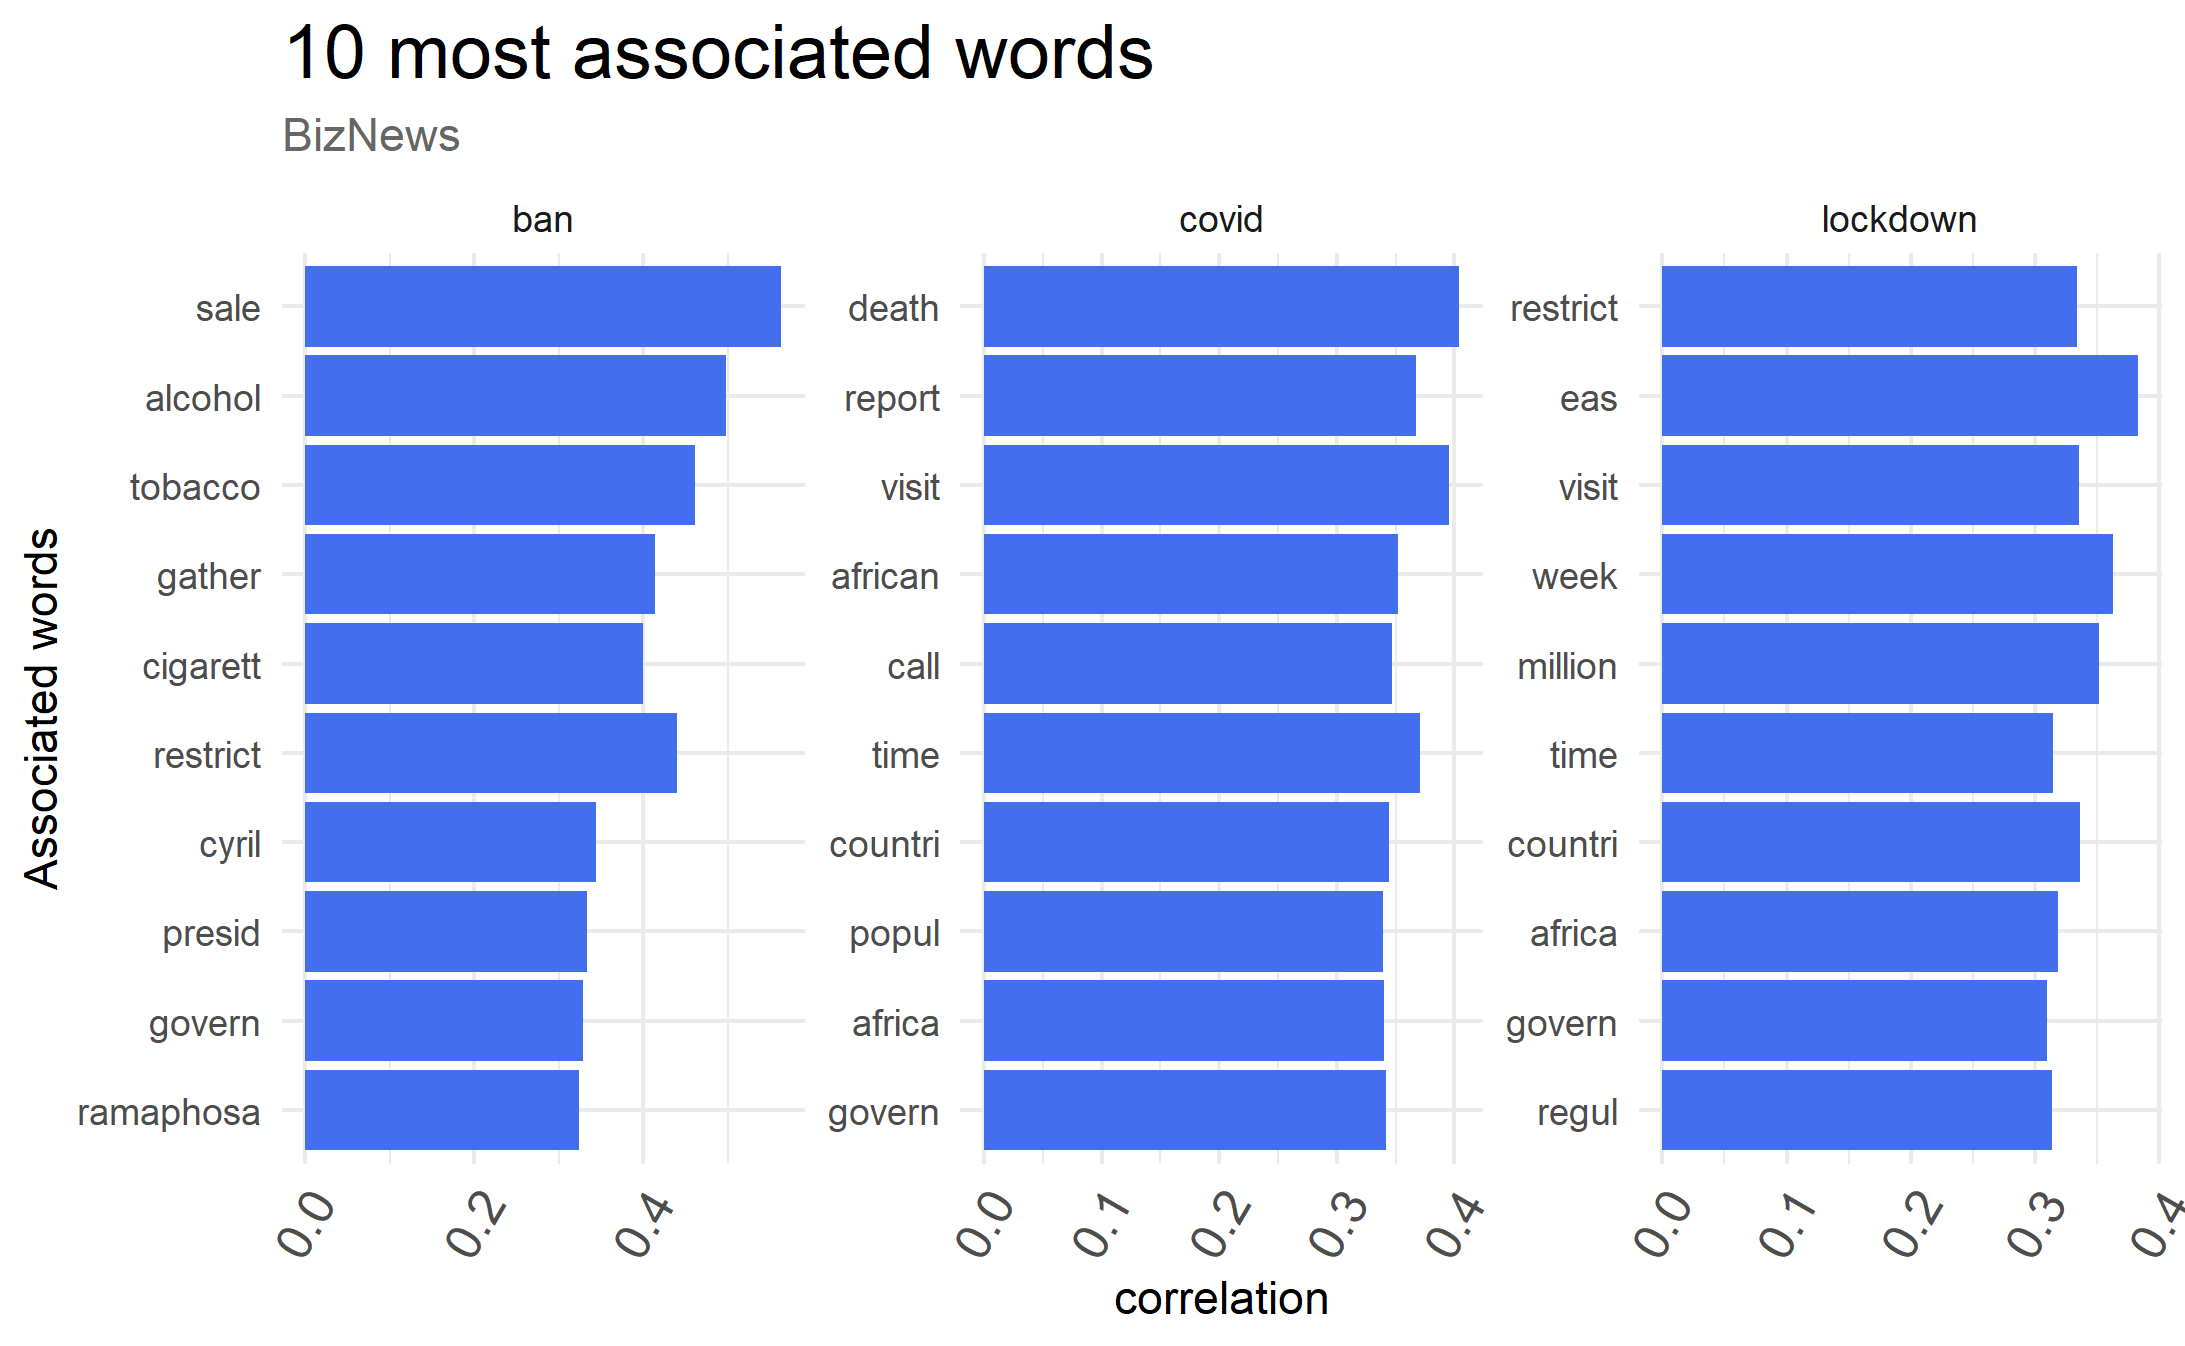 10 most associated words
BizNews
ban
covid
lockdown
Associated words
sale
alcohol
tobacco
gather
cigarett
restrict
cyril
presid
govern
ramaphosa
0.0 0.2 0.4
death
report
visit
african
call
time
countri
popul
africa
govern
0.0 0.1 0.2 0.3 0.4
restrict
eas
visit
week
million
time
countri
africa
govern
regul
0.0 0.1 0.2 0.3 0.4
correlation